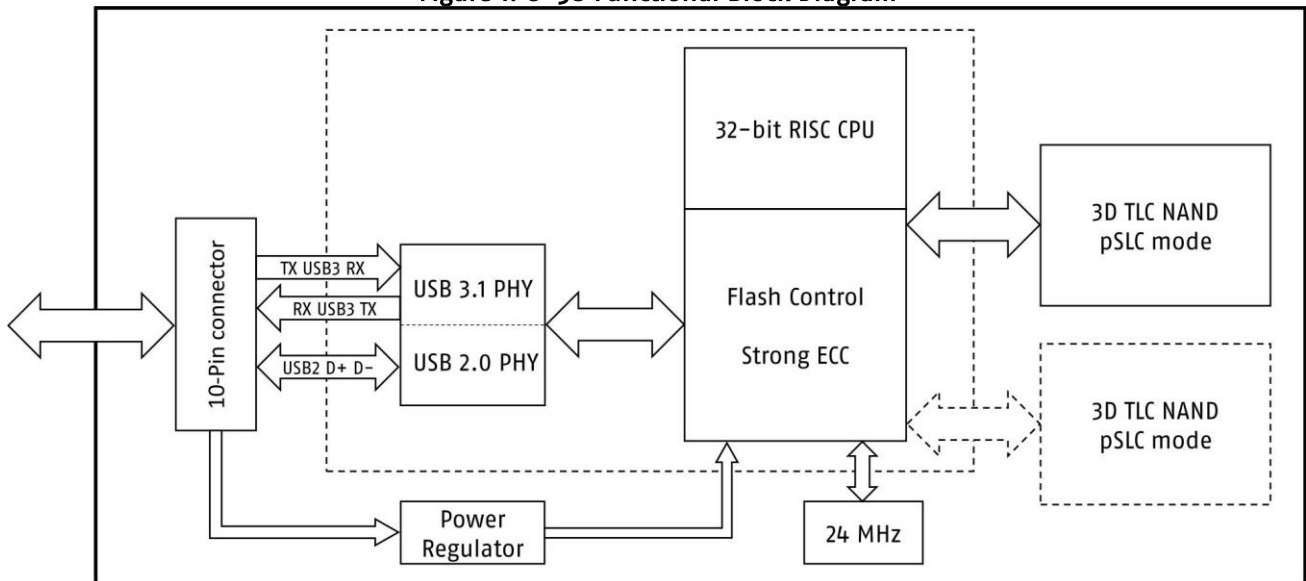 32-bit RISC CPU
3D TLC NAND
pSLC mode
10-Pin connector
TX USB3 RX
RX USB3 TX
USB2 D+ D-
USB 3.1 PHY
USB 2.0 PHY
Flash Control
Strong ECC
3D TLC NAND
pSLC mode
Power
Regulator
24 MHz